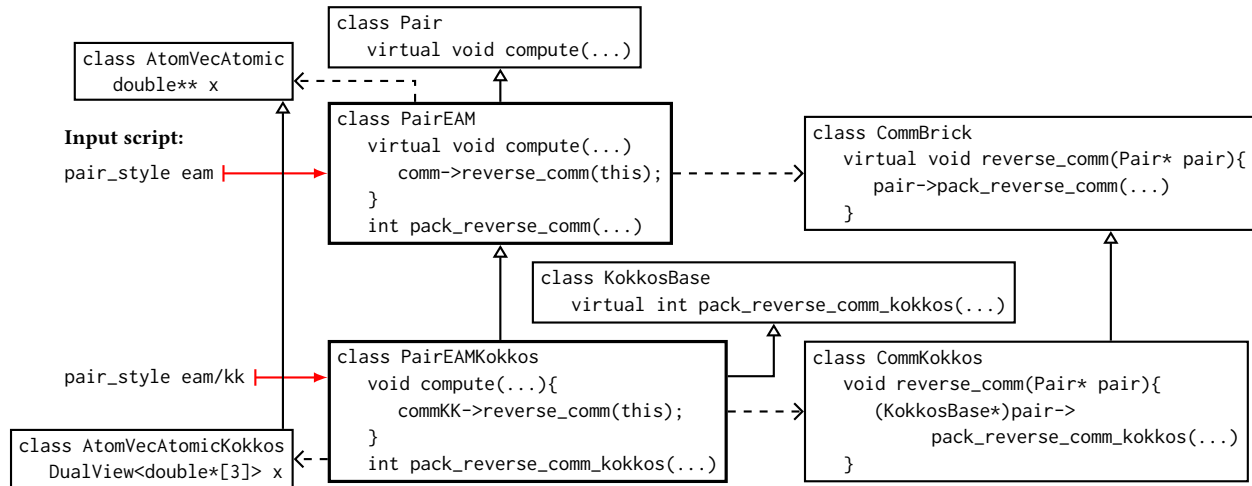 class Pair
virtual void compute(...)
class AtomVecAtomic
double** x
class PairEAM
virtual void compute(...)
comm->reverse_comm(this);
}
int pack_reverse_comm(...)
class CommBrick
virtual void reverse_comm(Pair* pair){
pair->pack_reverse_comm(...)
}
Input script:
pair_style eam
class KokkosBase
virtual int pack_reverse_comm_kokkos(...)
class PairEAMKokkos
void compute(...){
commKK->reverse_comm(this);
}
int pack_reverse_comm_kokkos(...)
class CommKokkos
void reverse_comm(Pair* pair){
(KokkosBase*)pair->
pack_reverse_comm_kokkos(...)
}
pair_style eam/kk
class AtomVecAtomicKokkos
DualView<double*[3]> x